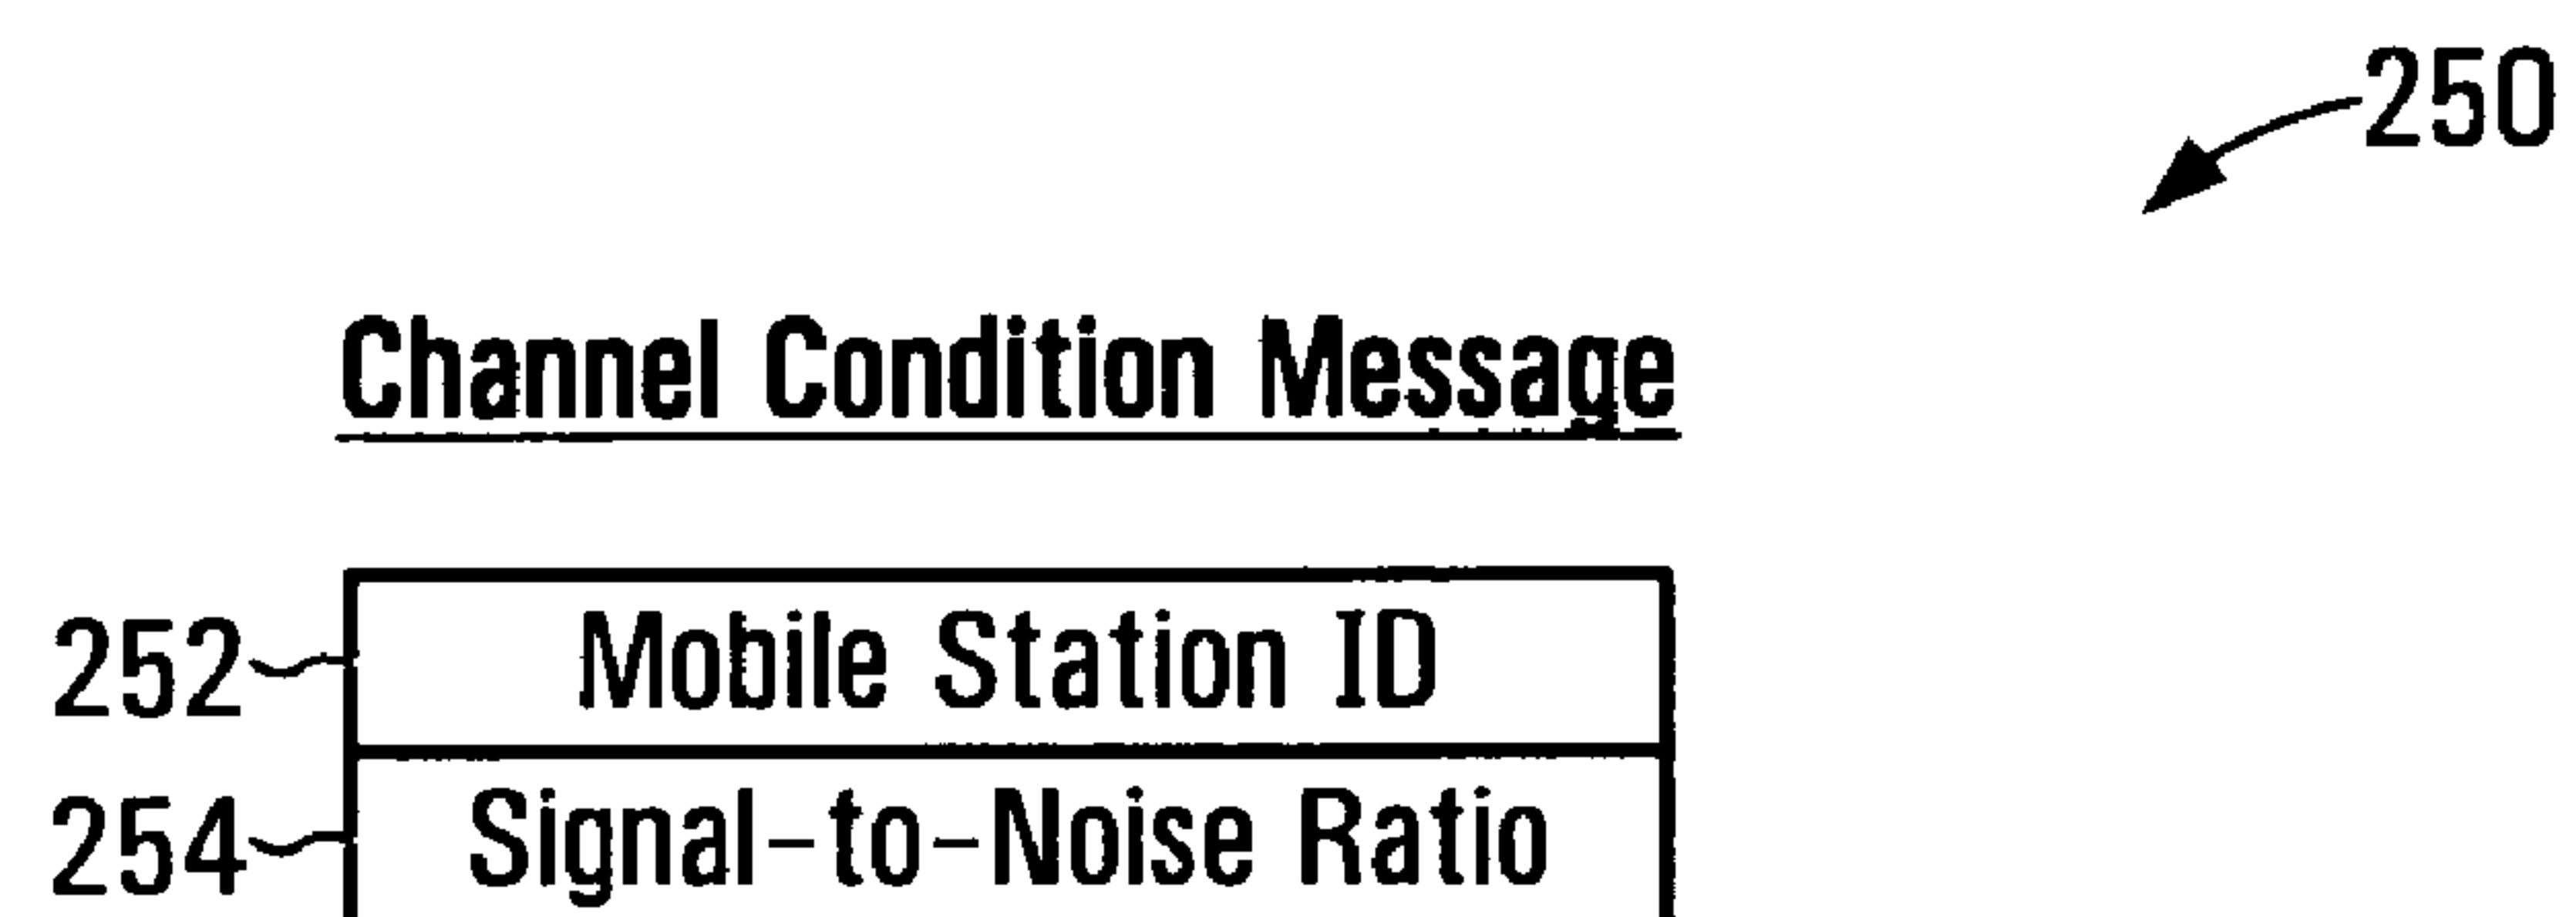 250
Channel Condition Message
252 Mobile Station ID
254 Signal-to-Noise Ratio